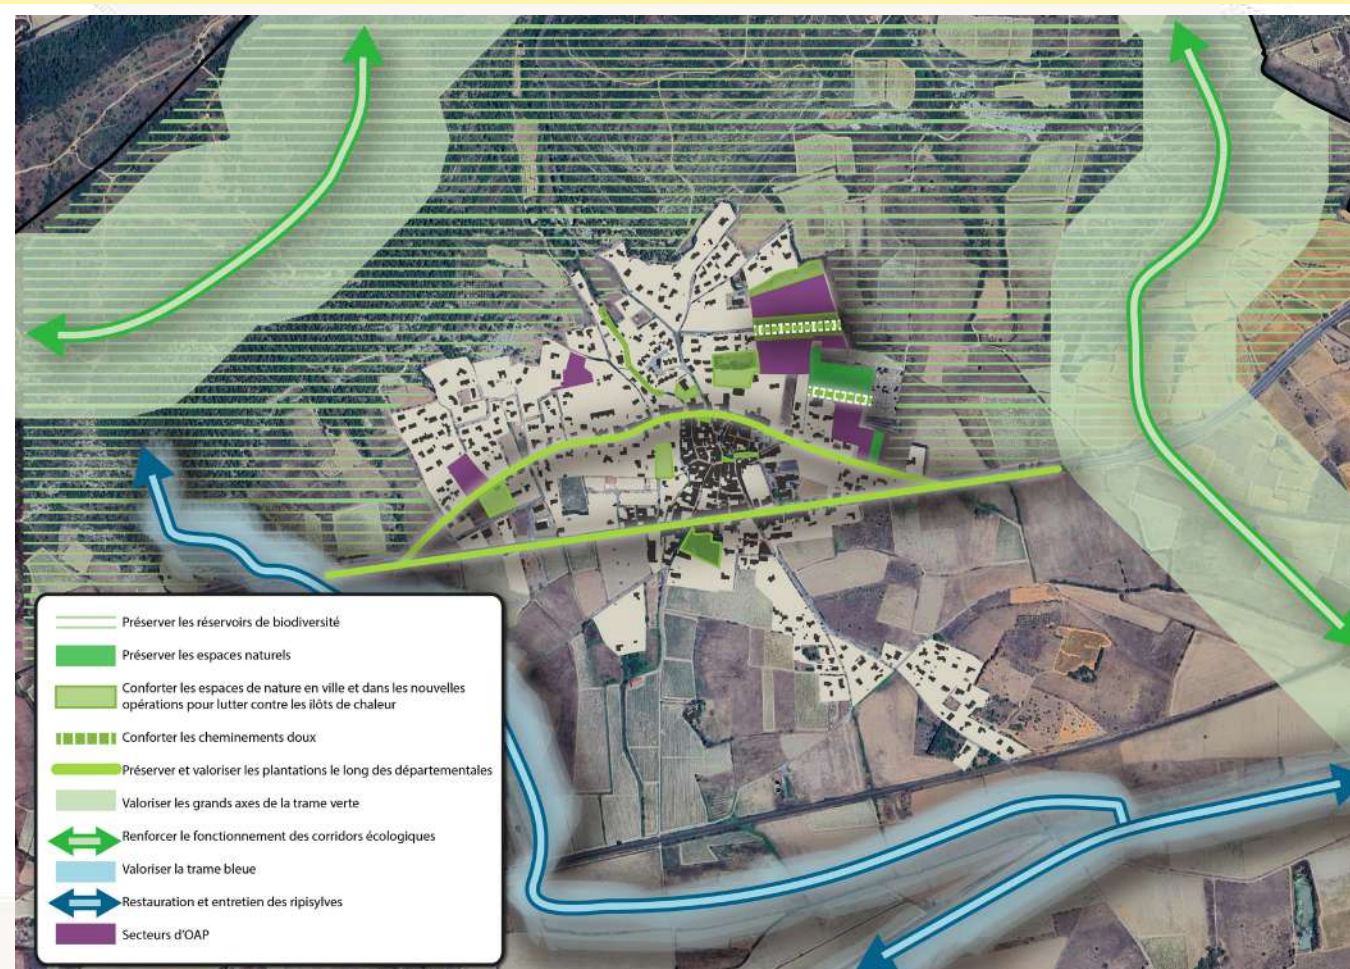 Préserver les réservoirs de biodiversité
Préserver les espaces naturels
Conforter les espaces de nature en ville et dans les nouvelles
opérations pour lutter contre les ilôts de chaleur
Conforter les cheminements doux
Préserver et valoriser les plantations le long des départementales
Valoriser les grands axes de la trame verte
Renforcer le fonctionnement des corridors écologiques
Valoriser la trame bleue
Restauration et entretien des ripisylves
Secteurs d'OAP